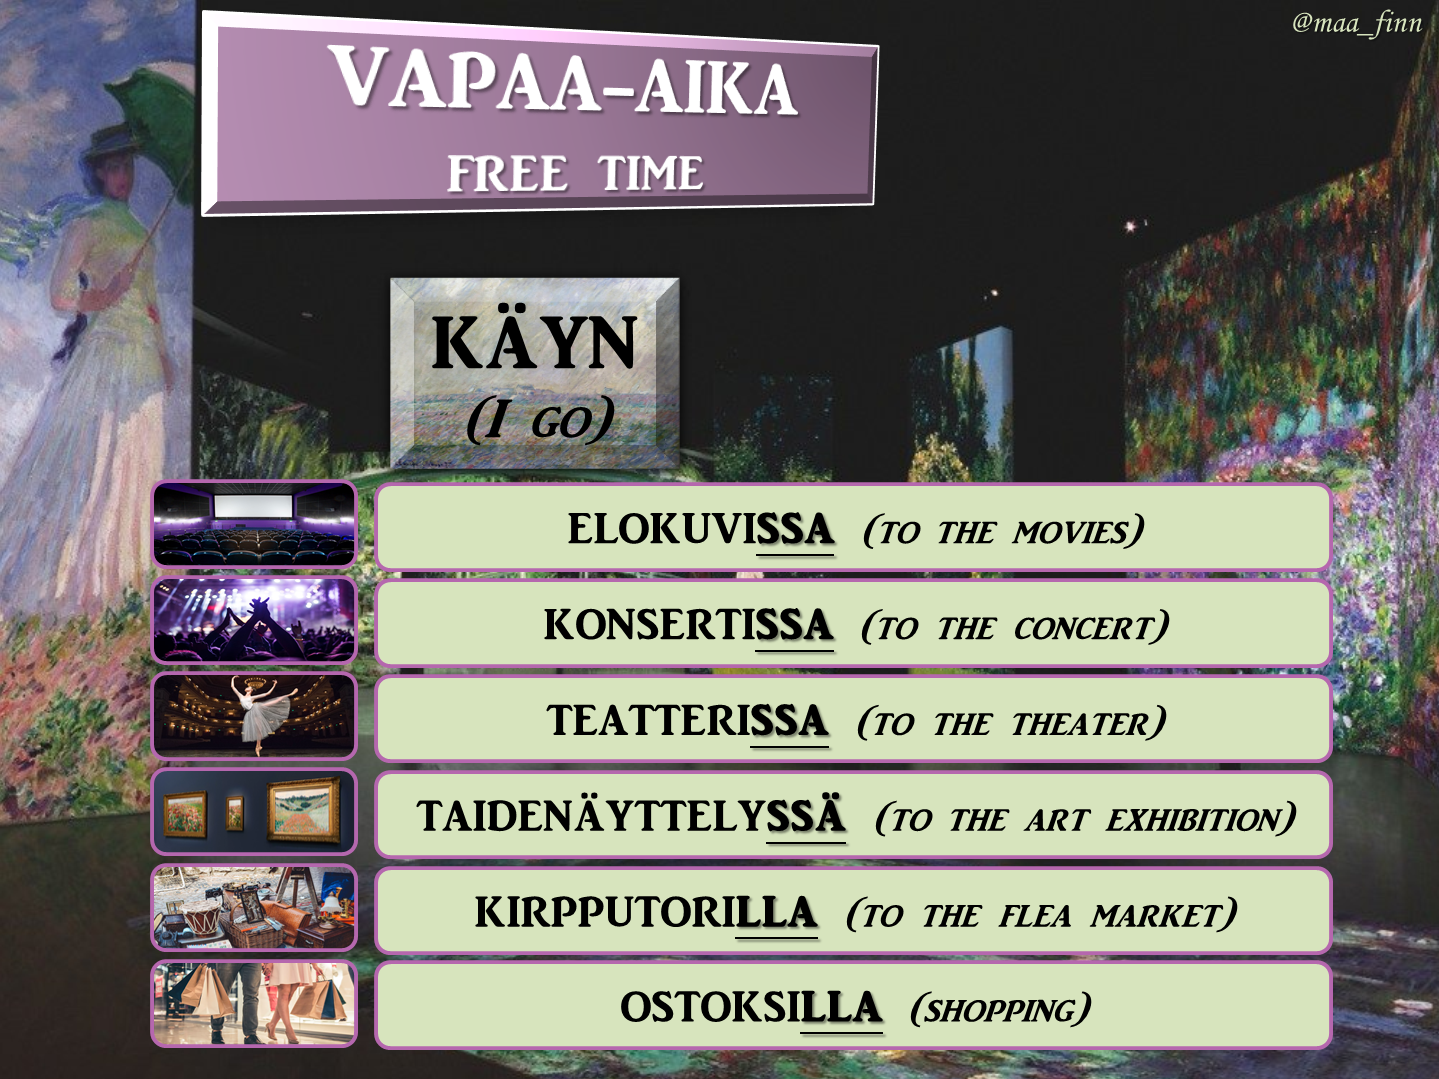 @maa_finn
VAPAA-AIKA
FREE TIME
KÄYN
(I GO)
ELOKUVISSA (TO THE MOVIES)
KONSERTISSA (TO THE CONCERT)
TEATTERISSA (TO THE THEATER)
TAIDENÄYTTELYSSÄ (TO THE ART EXHIBITION)
KIRPPUTORILLA (TO THE FLEA MARKET)
OSTOKSILLA (SHOPPING)